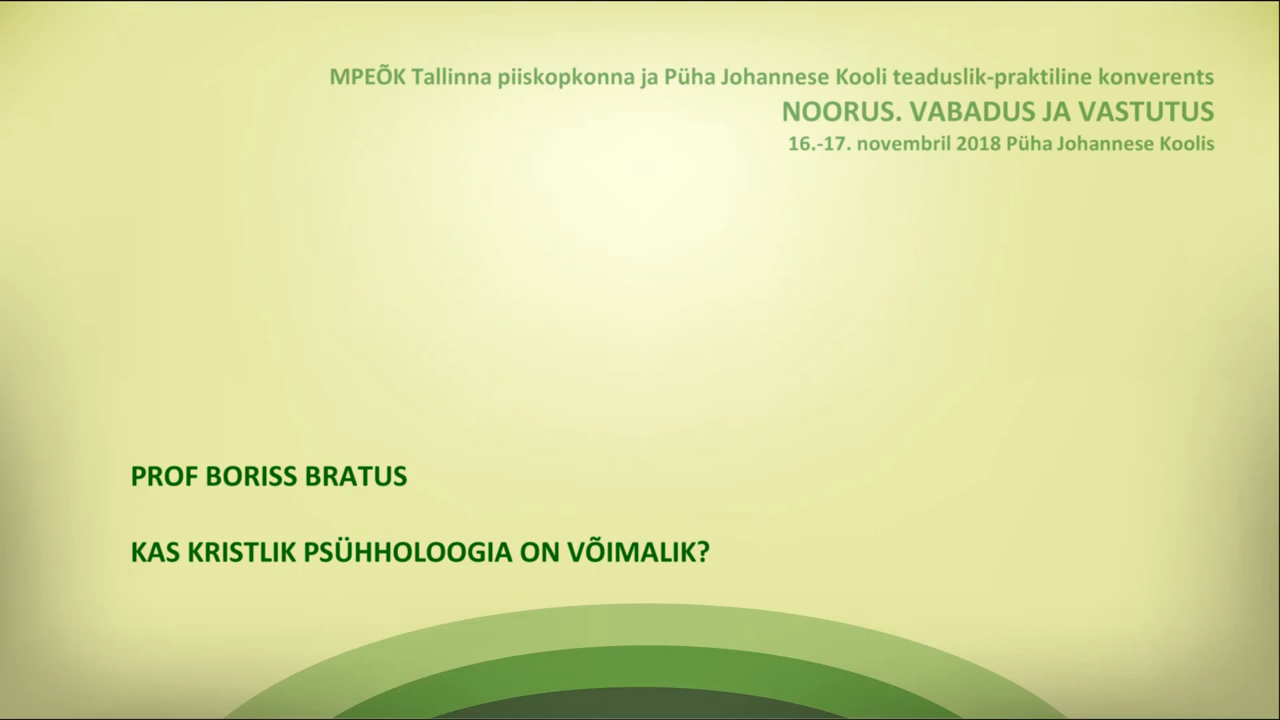 MPEÕK Tallinna piiskopkonna ja Püha Johannese Kooli teaduslik-praktiline konverents
NOORUS. VABADUS JA VASTUTUS
16.-17. novembril 2018 Püha Johannese Koolis
PROF BORISS BRATUS
KAS KRISTLIK PSÜHHOLOOGIA ON VÕIMALIK?